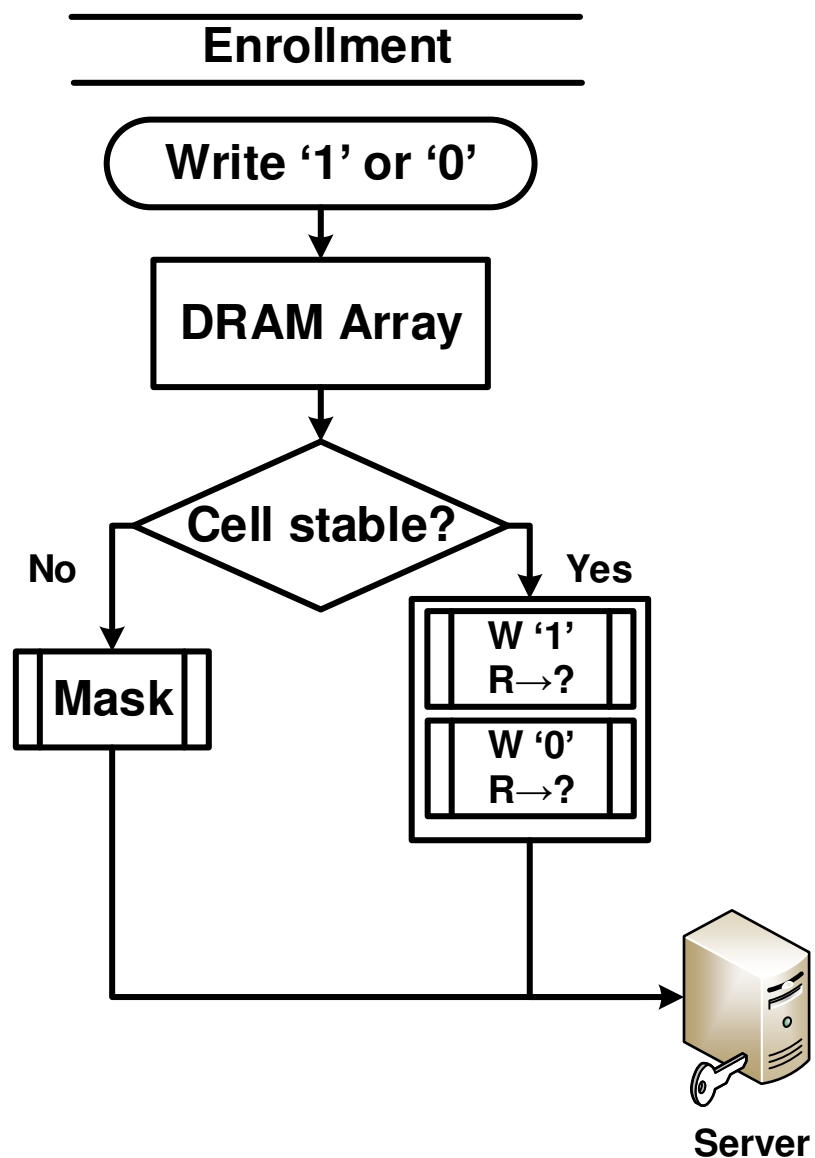 Enrollment
Write ‘1’ or ‘0’
DRAM Array
Cell stable?
No
Yes
Mask
W ‘1’
R→?
W ‘0’
R→?
Server